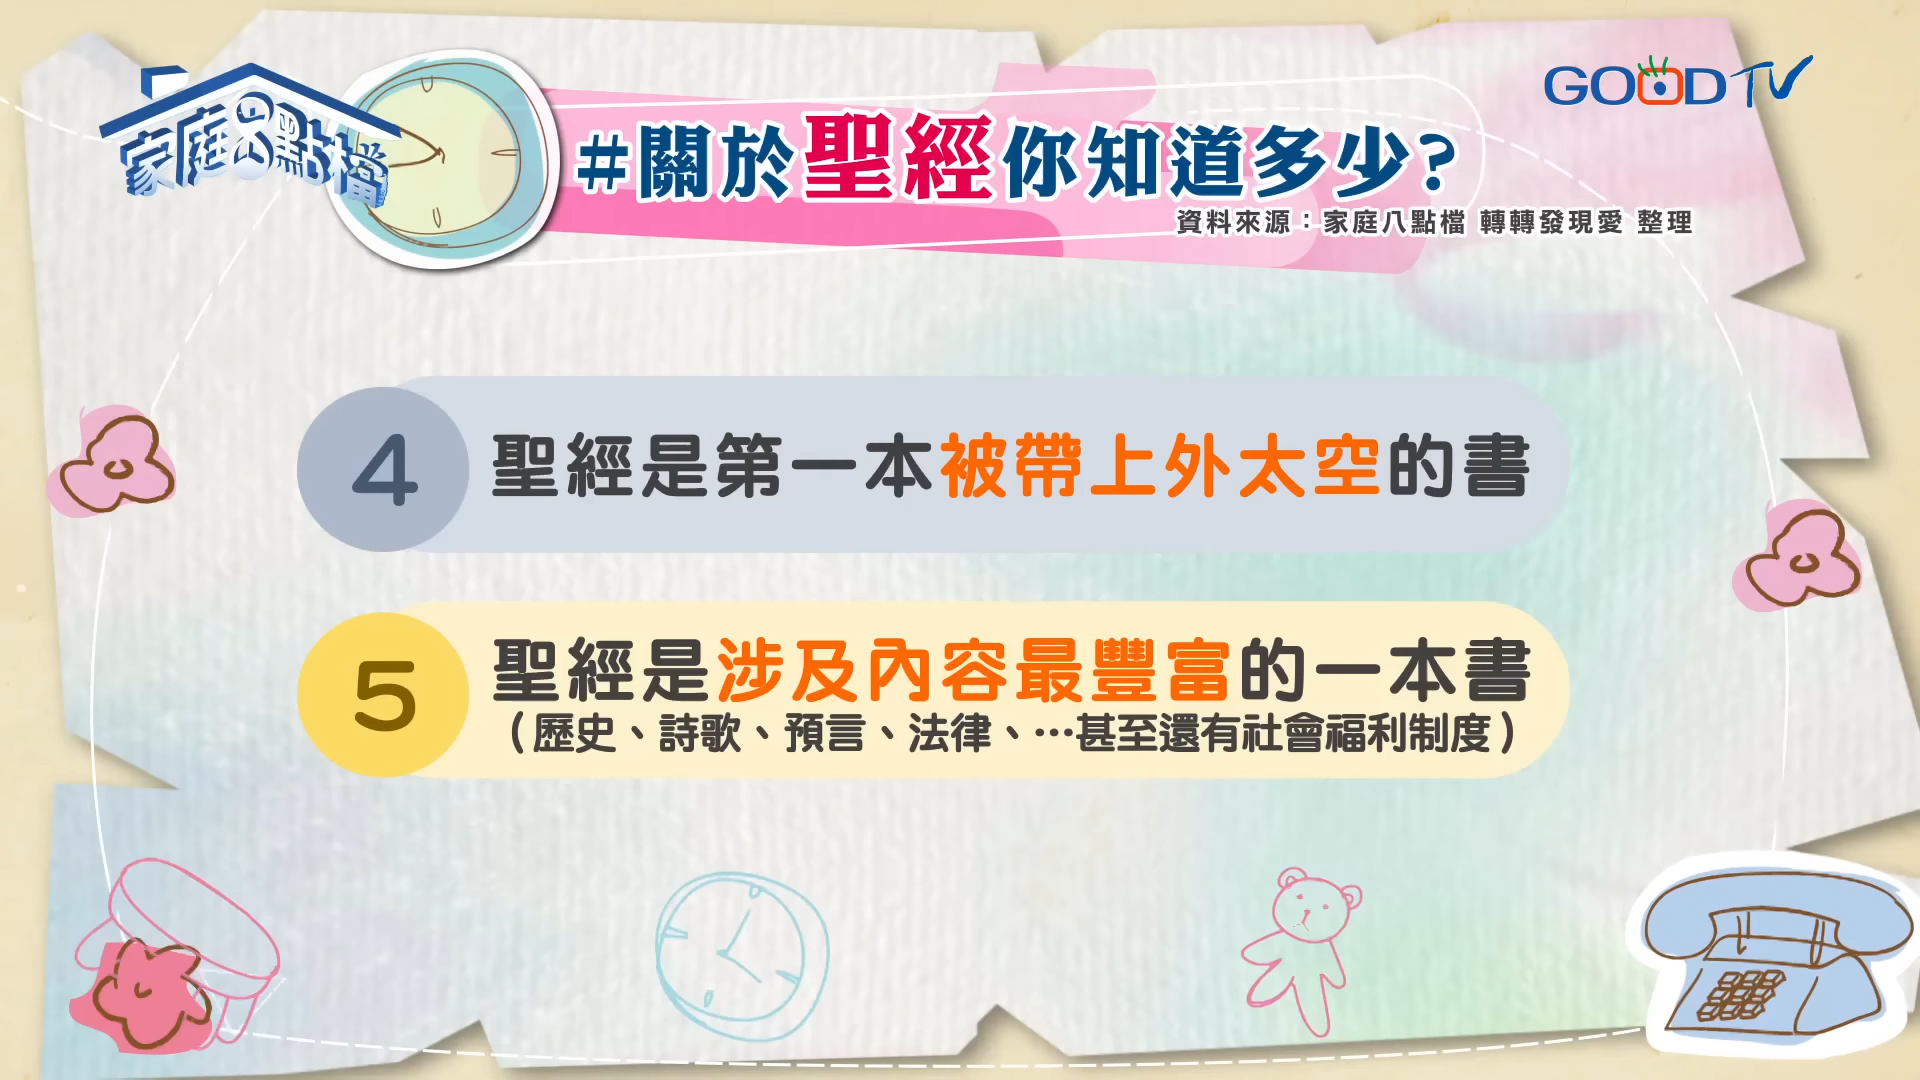 家庭8點檔
GOODTV
#關於聖經你知道多少?
資料來源：家庭八點檔 轉轉發現愛 整理
4 聖經是第一本被帶上外太空的書
5 聖經是涉及內容最豐富的一本書
（歷史、詩歌、預言、法律、…甚至還有社會福利制度）